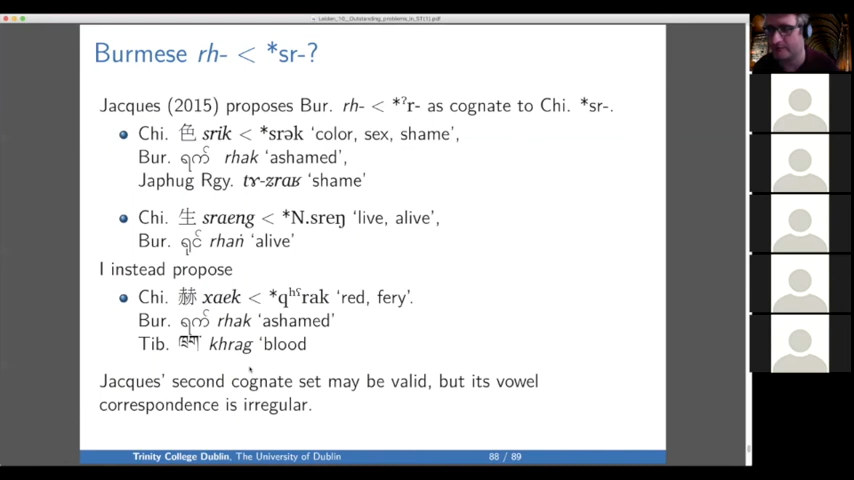 Leiden_10__Outstanding_problems_in_ST(1).pdf
Burmese rh- < *sr-?
Jacques (2015) proposes Bur. rh- < *ˀr- as cognate to Chi. *sr-.
Chi. 色 srik < *srək ‘color, sex, shame’,
Bur. ရက် rhak ‘ashamed’,
Japhug Rgy. tɤ-zraʁ ‘shame’
Chi. 生 sraeng < *N.sreŋ ‘live, alive’,
Bur. ရှင် rhaṅ ‘alive’
I instead propose
Chi. 赫 xaek < *qʰˤrak ‘red, fery’.
Bur. ရက် rhak ‘ashamed’
Tib. ཁྲག་ khrag ‘blood
Jacques’ second cognate set may be valid, but its vowel
correspondence is irregular.
Trinity College Dublin, The University of Dublin 88 / 89